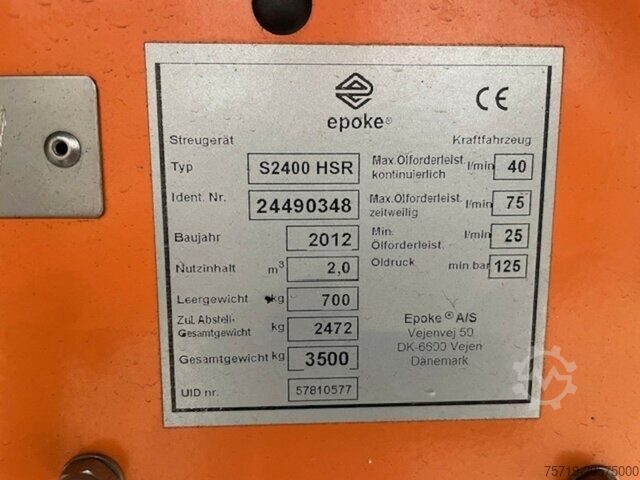 epoke®
CE
Streugerät
Kraftfahrzeug
Typ S2400 HSR
Max.Ölforderleist. kontinuierlich l/min 40
Ident. Nr. 24490348
Max.Ölforderleist. zeitweilig l/min 75
Baujahr 2012
Min. Ölforderleist. l/min 25
Nutzinhalt m³ 2,0
Öldruck min.bar 125
Leergewicht kg 700
Zul. Abstell-
Gesamtgewicht kg 2472
Gesamtgewicht kg 3500
UID nr. 57810577
Epoke® A/S
Vejenvej 50
DK-6600 Vejen
Dänemark